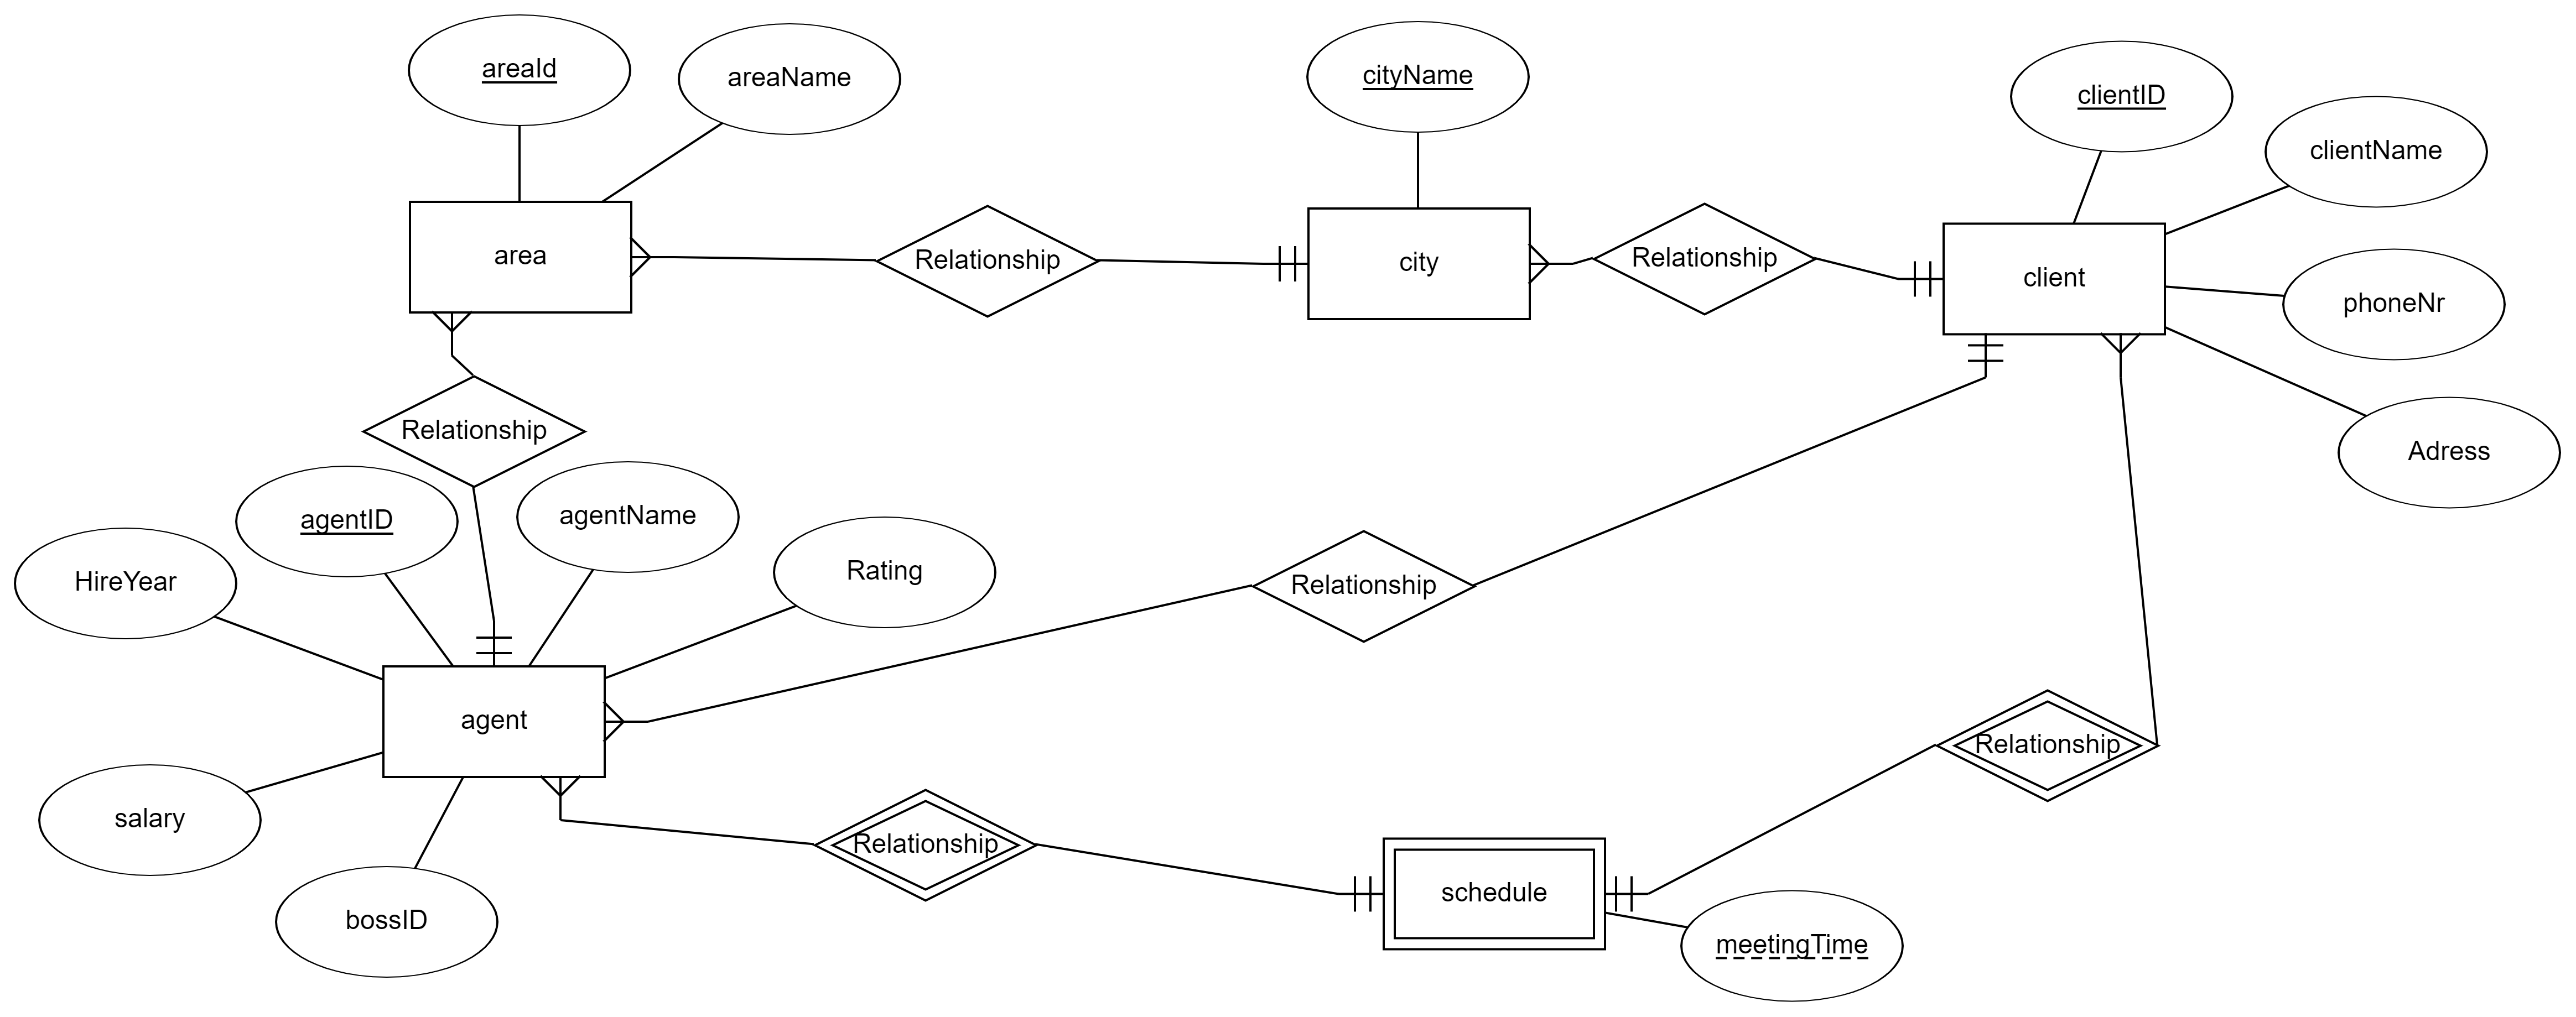 areaId
areaName
cityName
clientID
clientName
area
Relationship
city
Relationship
client
phoneNr
Relationship
Adress
agentID
agentName
HireYear
Rating
Relationship
agent
Relationship
salary
Relationship
schedule
bossID
meetingTime